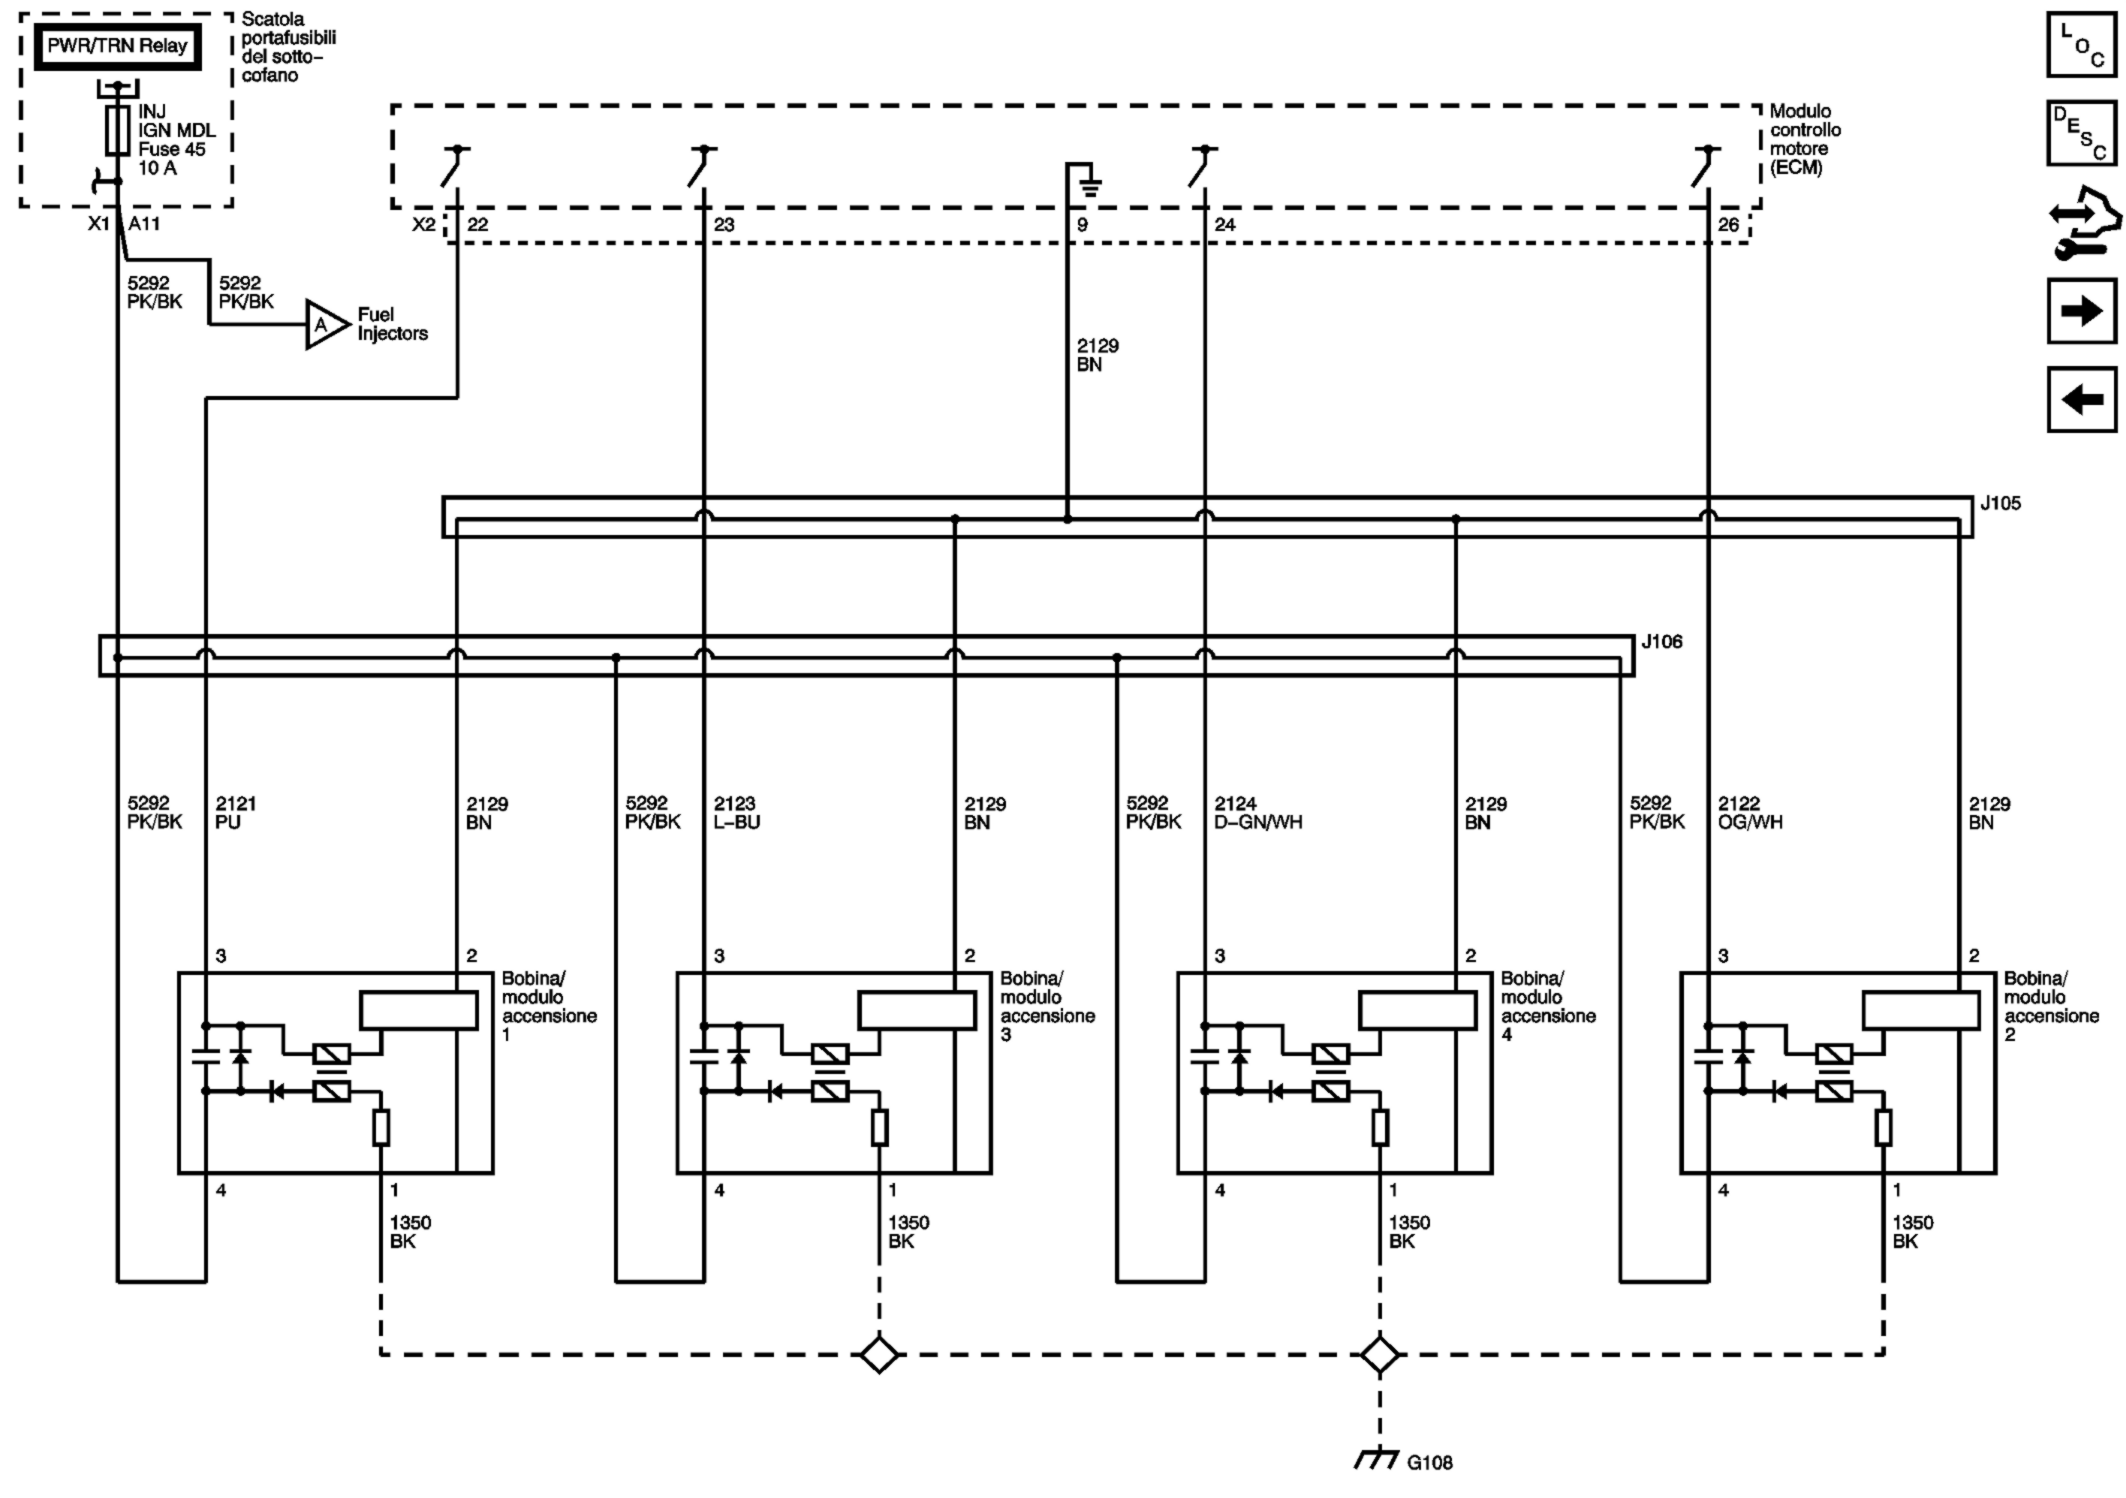 PWR/TRN Relay
Scatola
portafusibili
del sotto-
cofano
INJ
IGN MDL
Fuse 45
10 A
X1
A11
5292
PK/BK
5292
PK/BK
A
Fuel
Injectors
Modulo
controllo
motore
(ECM)
X2
22
23
9
24
26
2129
BN
J105
J106
5292
PK/BK
2121
PU
2129
BN
5292
PK/BK
2123
L-BU
2129
BN
5292
PK/BK
2124
D-GN/WH
2129
BN
5292
PK/BK
2122
OG/WH
2129
BN
3
2
Bobina/
modulo
accensione
1
3
2
Bobina/
modulo
accensione
3
3
2
Bobina/
modulo
accensione
4
3
2
Bobina/
modulo
accensione
2
4
1
4
1
4
1
4
1
1350
BK
1350
BK
1350
BK
1350
BK
G108
LOC
DESC